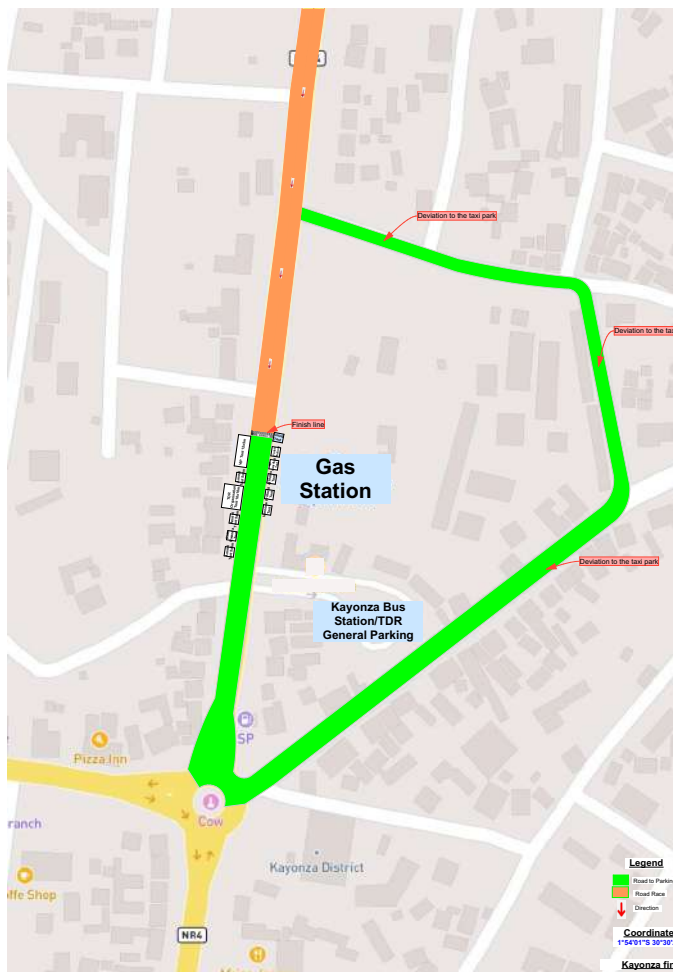 Deviation to the taxi park
Deviation to the tax
Finish line
Gas
Station
Deviation to the taxi park
Kayonza Bus
Station/TDR
General Parking
SP
Pizza Inn
Cow
ranch
Kayonza District
offe Shop
NR4
Legend
Road to Parkin
Road Race
Direction
Coordinate
1°54'01"S 30°30'
Kayonza fin